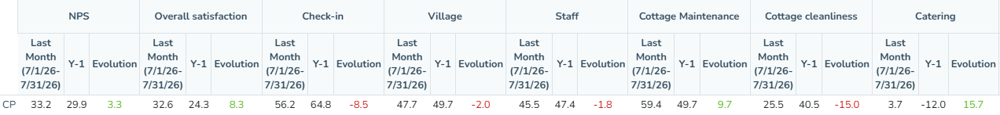 NPS Overall satisfaction Check-in Village Staff Cottage Maintenance Cottage cleanliness Catering
Last Month (7/1/26-7/31/26) Y-1 Evolution Last Month (7/1/26-7/31/26) Y-1 Evolution Last Month (7/1/26-7/31/26) Y-1 Evolution Last Month (7/1/26-7/31/26) Y-1 Evolution Last Month (7/1/26-7/31/26) Y-1 Evolution Last Month (7/1/26-7/31/26) Y-1 Evolution Last Month (7/1/26-7/31/26) Y-1 Evolution Last Month (7/1/26-7/31/26) Y-1 Evolution
CP 33.2 29.9 3.3 32.6 24.3 8.3 56.2 64.8 -8.5 47.7 49.7 -2.0 45.5 47.4 -1.8 59.4 49.7 9.7 25.5 40.5 -15.0 3.7 -12.0 15.7